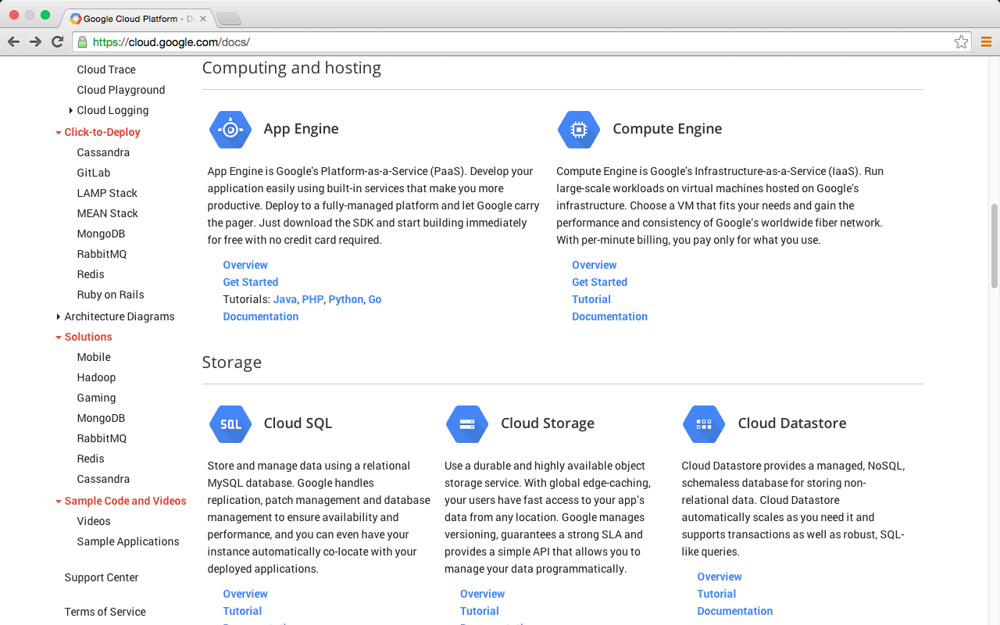 Google Cloud Platform - D
https://cloud.google.com/docs/
Cloud Trace
Cloud Playground
Cloud Logging
Click-to-Deploy
Cassandra
GitLab
LAMP Stack
MEAN Stack
MongoDB
RabbitMQ
Redis
Ruby on Rails
Architecture Diagrams
Solutions
Mobile
Hadoop
Gaming
MongoDB
RabbitMQ
Redis
Cassandra
Sample Code and Videos
Videos
Sample Applications
Support Center
Terms of Service
Computing and hosting
App Engine
App Engine is Google's Platform-as-a-Service (PaaS). Develop your
application easily using built-in services that make you more
productive. Deploy to a fully-managed platform and let Google carry
the pager. Just download the SDK and start building immediately
for free with no credit card required.
Overview
Get Started
Tutorials: Java, PHP, Python, Go
Documentation
Compute Engine
Compute Engine is Google's Infrastructure-as-a-Service (IaaS). Run
large-scale workloads on virtual machines hosted on Google's
infrastructure. Choose a VM that fits your needs and gain the
performance and consistency of Google’s worldwide fiber network.
With per-minute billing, you pay only for what you use.
Overview
Get Started
Tutorial
Documentation
Storage
SQL
Cloud SQL
Store and manage data using a relational
MySQL database. Google handles
replication, patch management and database
management to ensure availability and
performance, and you can even have your
instance automatically co-locate with your
deployed applications.
Overview
Tutorial
Cloud Storage
Use a durable and highly available object
storage service. With global edge-caching,
your users have fast access to your app’s
data from any location. Google manages
versioning, guarantees a strong SLA and
provides a simple API that allows you to
manage your data programmatically.
Overview
Tutorial
Cloud Datastore
Cloud Datastore provides a managed, NoSQL,
schemaless database for storing non-
relational data. Cloud Datastore
automatically scales as you need it and
supports transactions as well as robust, SQL-
like queries.
Overview
Tutorial
Documentation